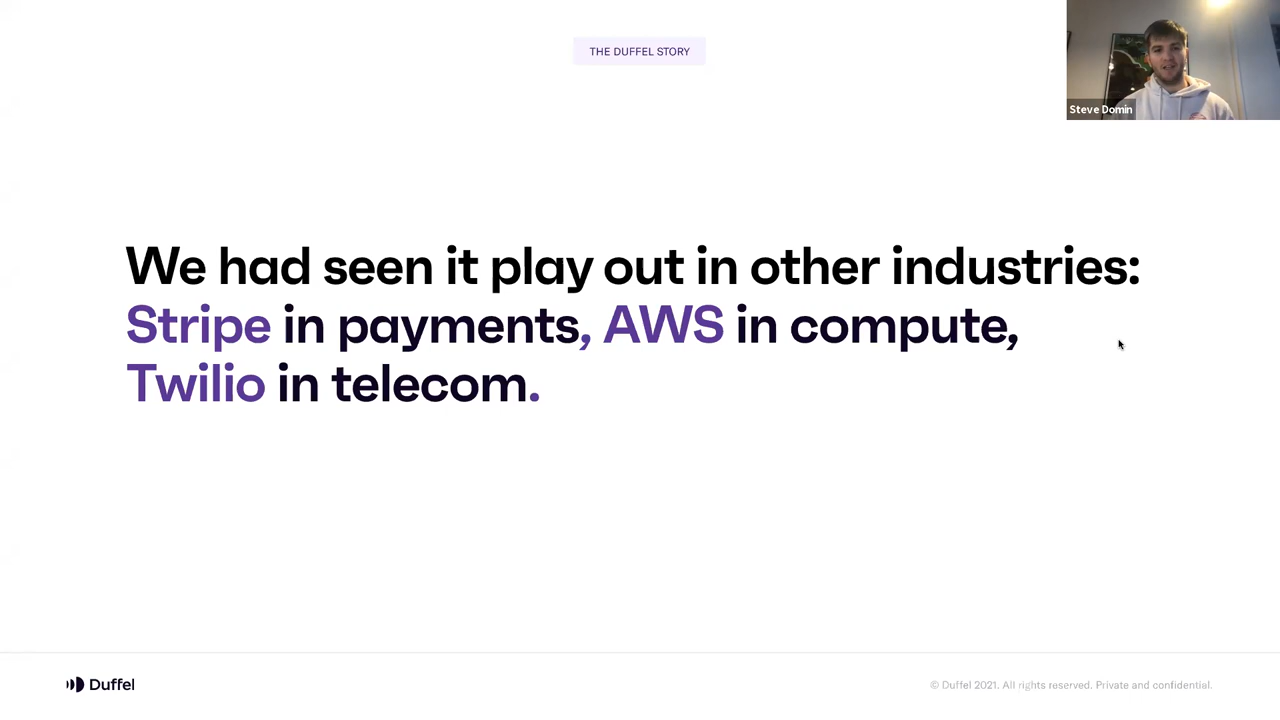 THE DUFFEL STORY
Steve Domin
We had seen it play out in other industries:
Stripe in payments, AWS in compute,
Twilio in telecom.
Duffel
© Duffel 2021. All rights reserved. Private and confidential.